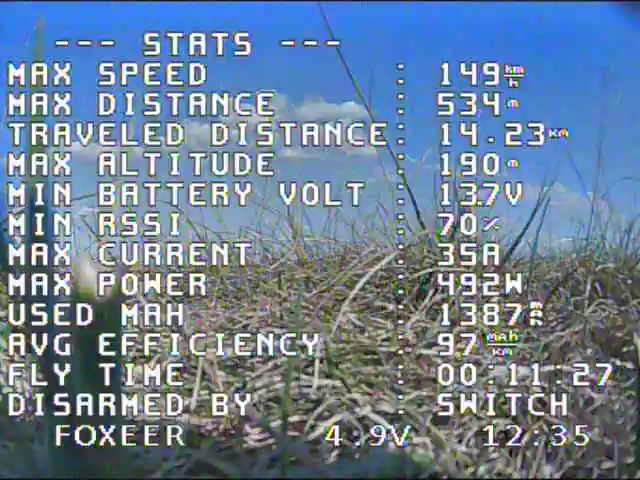 --- STATS ---
MAX SPEED : 149 km/h
MAX DISTANCE : 534 m
TRAVELED DISTANCE: 14.23 KM
MAX ALTITUDE : 190 m
MIN BATTERY VOLT : 13.7V
MIN RSSI : 70%
MAX CURRENT : 35A
MAX POWER : 492W
USED MAH : 1387 mA h
AVG EFFICIENCY : 97 mAh/km
FLY TIME : 00:11:27
DISARMED BY : SWITCH
FOXEER 4.9V 12:35